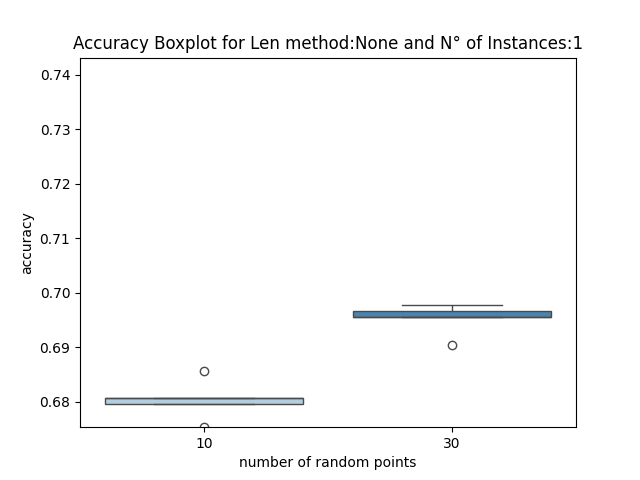 Accuracy Boxplot for Len method:None and N° of Instances:1
0.74
0.73
0.72
0.71
0.70
0.69
0.68
accuracy
10 30
number of random points